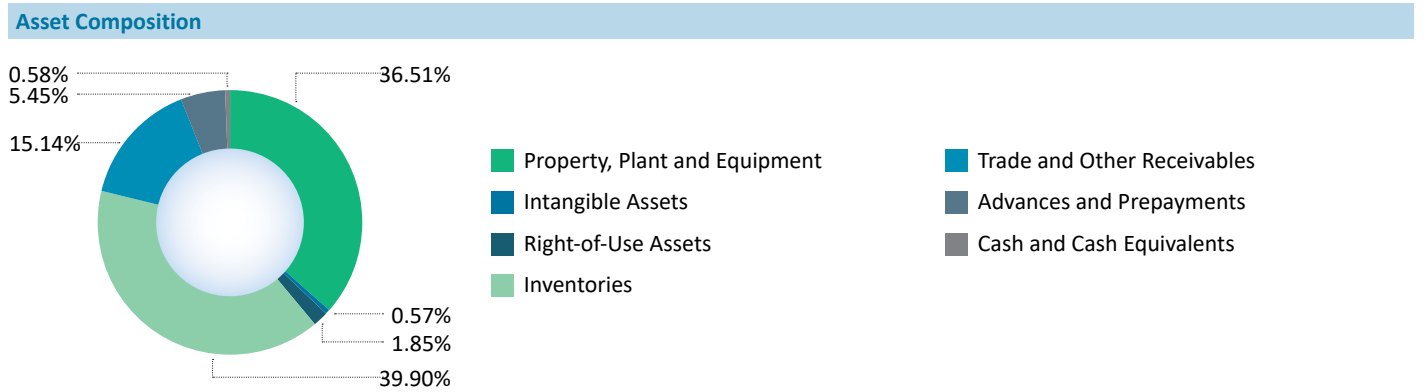 Asset Composition
0.58%
5.45%
15.14%
36.51%
0.57%
1.85%
39.90%
Property, Plant and Equipment
Intangible Assets
Right-of-Use Assets
Inventories
Trade and Other Receivables
Advances and Prepayments
Cash and Cash Equivalents